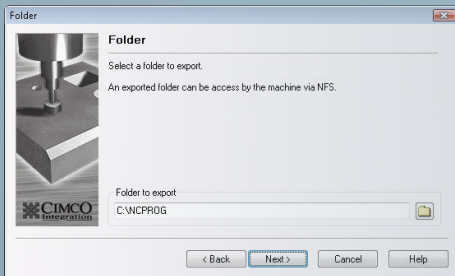 Folder
Folder
Select a folder to export.
An exported folder can be access by the machine via NFS.
Folder to export
C:\NCPROG
CIMCO
Integration
< Back
Next >
Cancel
Help